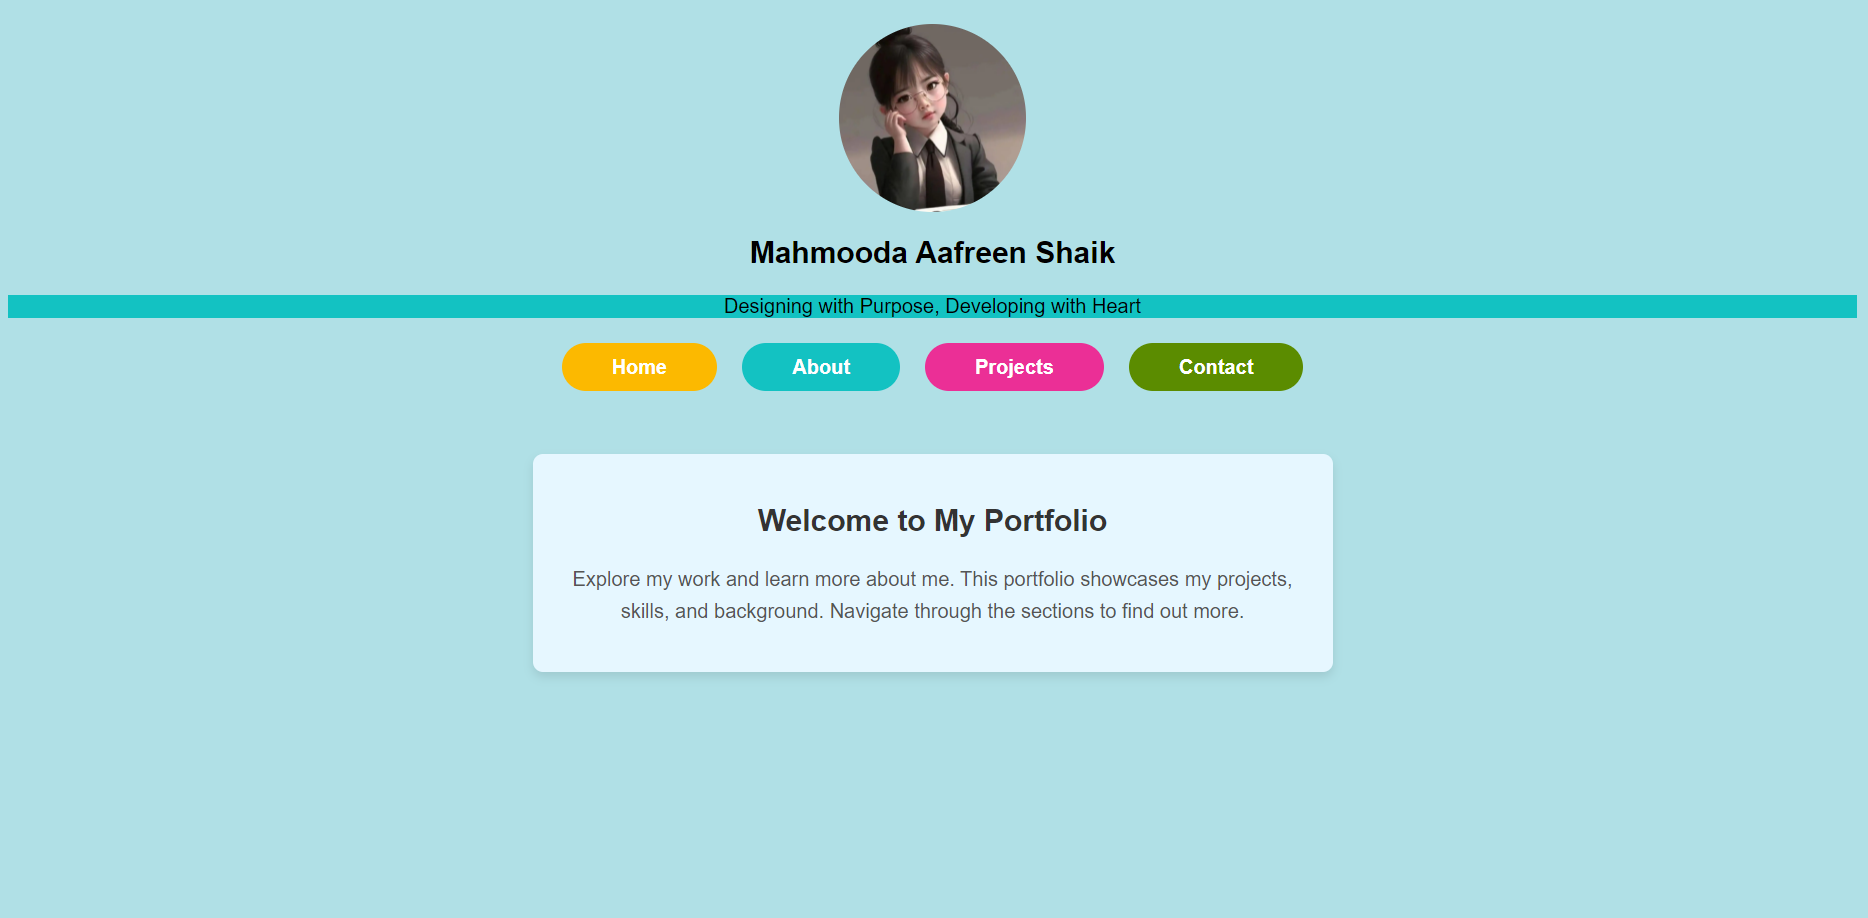 Mahmooda Aafreen Shaik
Designing with Purpose, Developing with Heart
Home About Projects Contact
Welcome to My Portfolio
Explore my work and learn more about me. This portfolio showcases my projects,
skills, and background. Navigate through the sections to find out more.